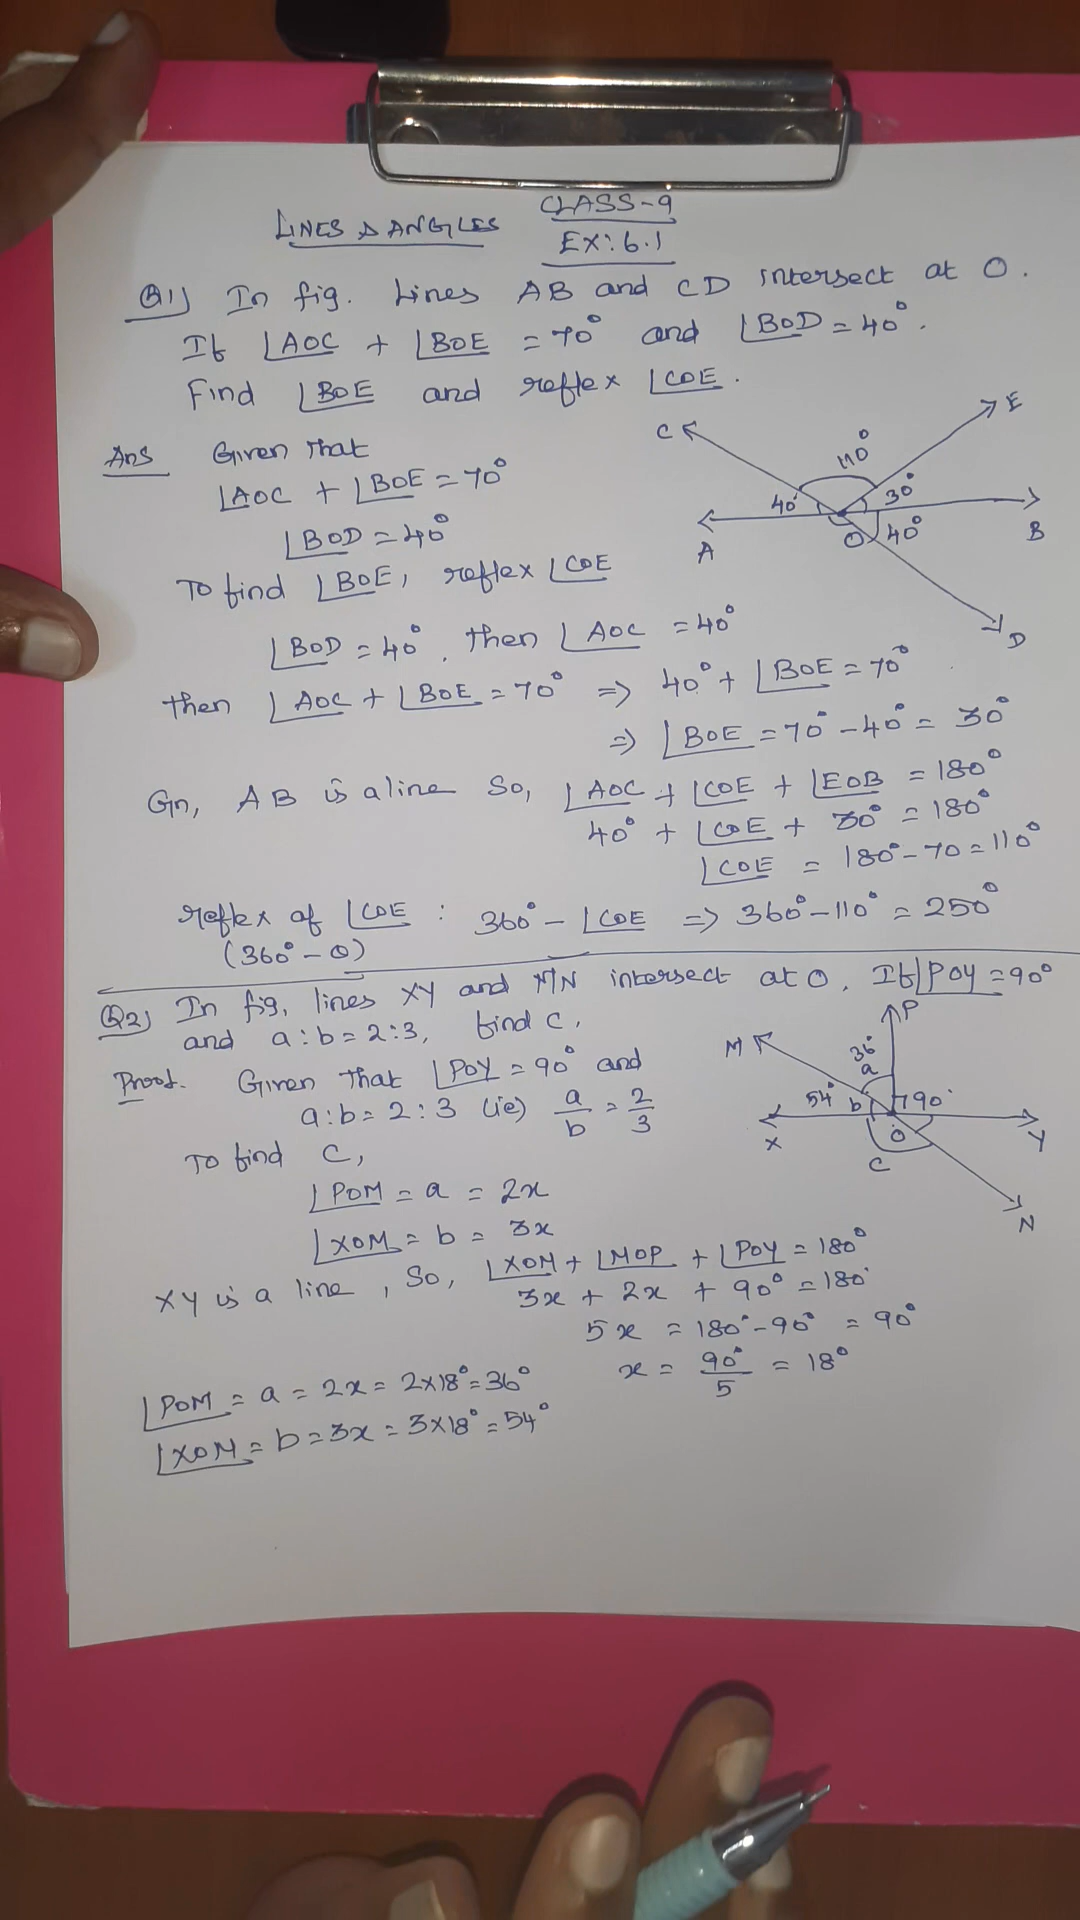 LINES & ANGLES CLASS-9
EX: 6.1
Q1) In fig. Lines AB and CD intersect at O.
If ∠AOC + ∠BOE = 70° and ∠BOD = 40°.
Find ∠BOE and reflex ∠COE.
Ans Given that
∠AOC + ∠BOE = 70°
∠BOD = 40°
To find ∠BOE, reflex ∠COE
C
E
110°
40°
30°
A
O
40°
B
D
∠BOD = 40°, then ∠AOC = 40°
then ∠AOC + ∠BOE = 70° ⇒ 40° + ∠BOE = 70°
⇒ ∠BOE = 70° - 40° = 30°
Gn, AB is a line So, ∠AOC + ∠COE + ∠EOB = 180°
40° + ∠COE + 30° = 180°
∠COE = 180° - 70 = 110°
reflex of ∠COE : 360° - ∠COE ⇒ 360° - 110° = 250°
(360° - θ)
Q2) In fig, lines XY and MN intersect at O. If ∠POY = 90°
and a:b = 2:3, find C.
Proof. Given that ∠POY = 90° and
a:b = 2:3 (ie) a/b = 2/3
To find C,
M
P
36°
a
54°
b
90°
X
O
Y
C
N
∠POM = a = 2x
∠XOM = b = 3x
XY is a line, So, ∠XOM + ∠MOP + ∠POY = 180°
3x + 2x + 90° = 180°
5x = 180° - 90° = 90°
x = 90°/5 = 18°
∠POM = a = 2x = 2×18° = 36°
∠XOM = b = 3x = 3×18° = 54°